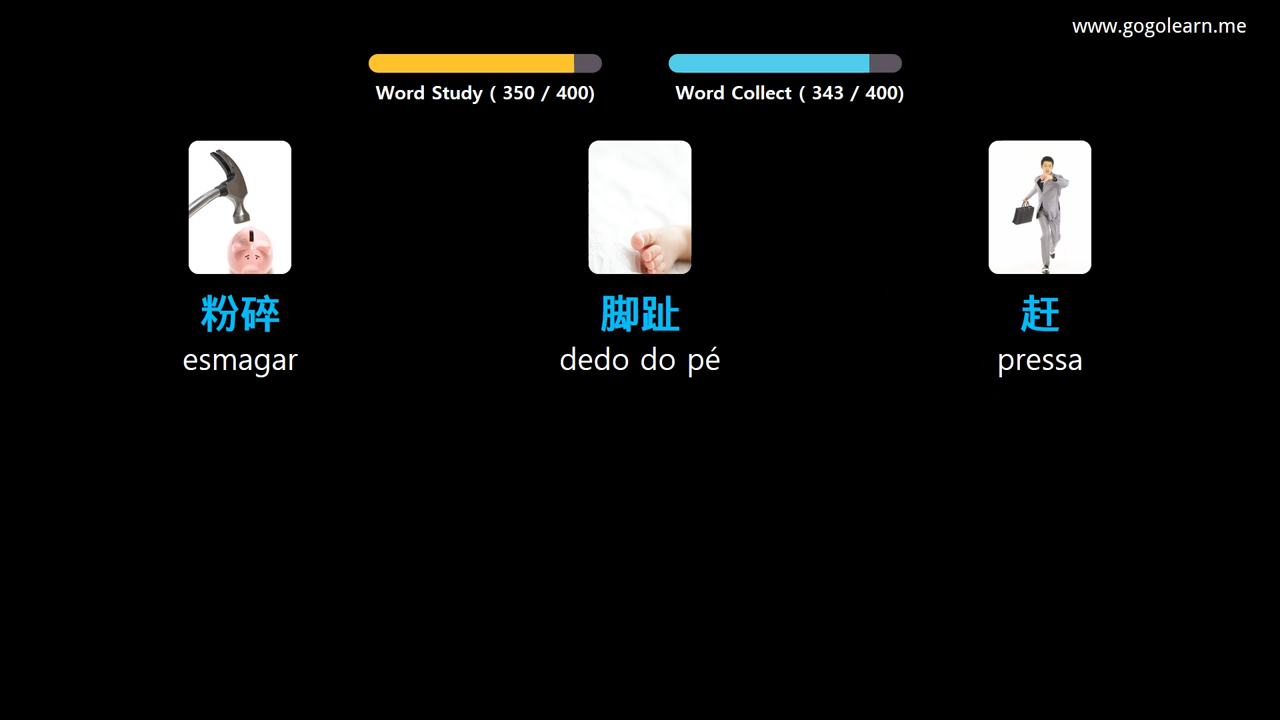 www.gogolearn.me
Word Study ( 350 / 400)
Word Collect ( 343 / 400)
粉碎
esmagar
脚趾
dedo do pé
赶
pressa